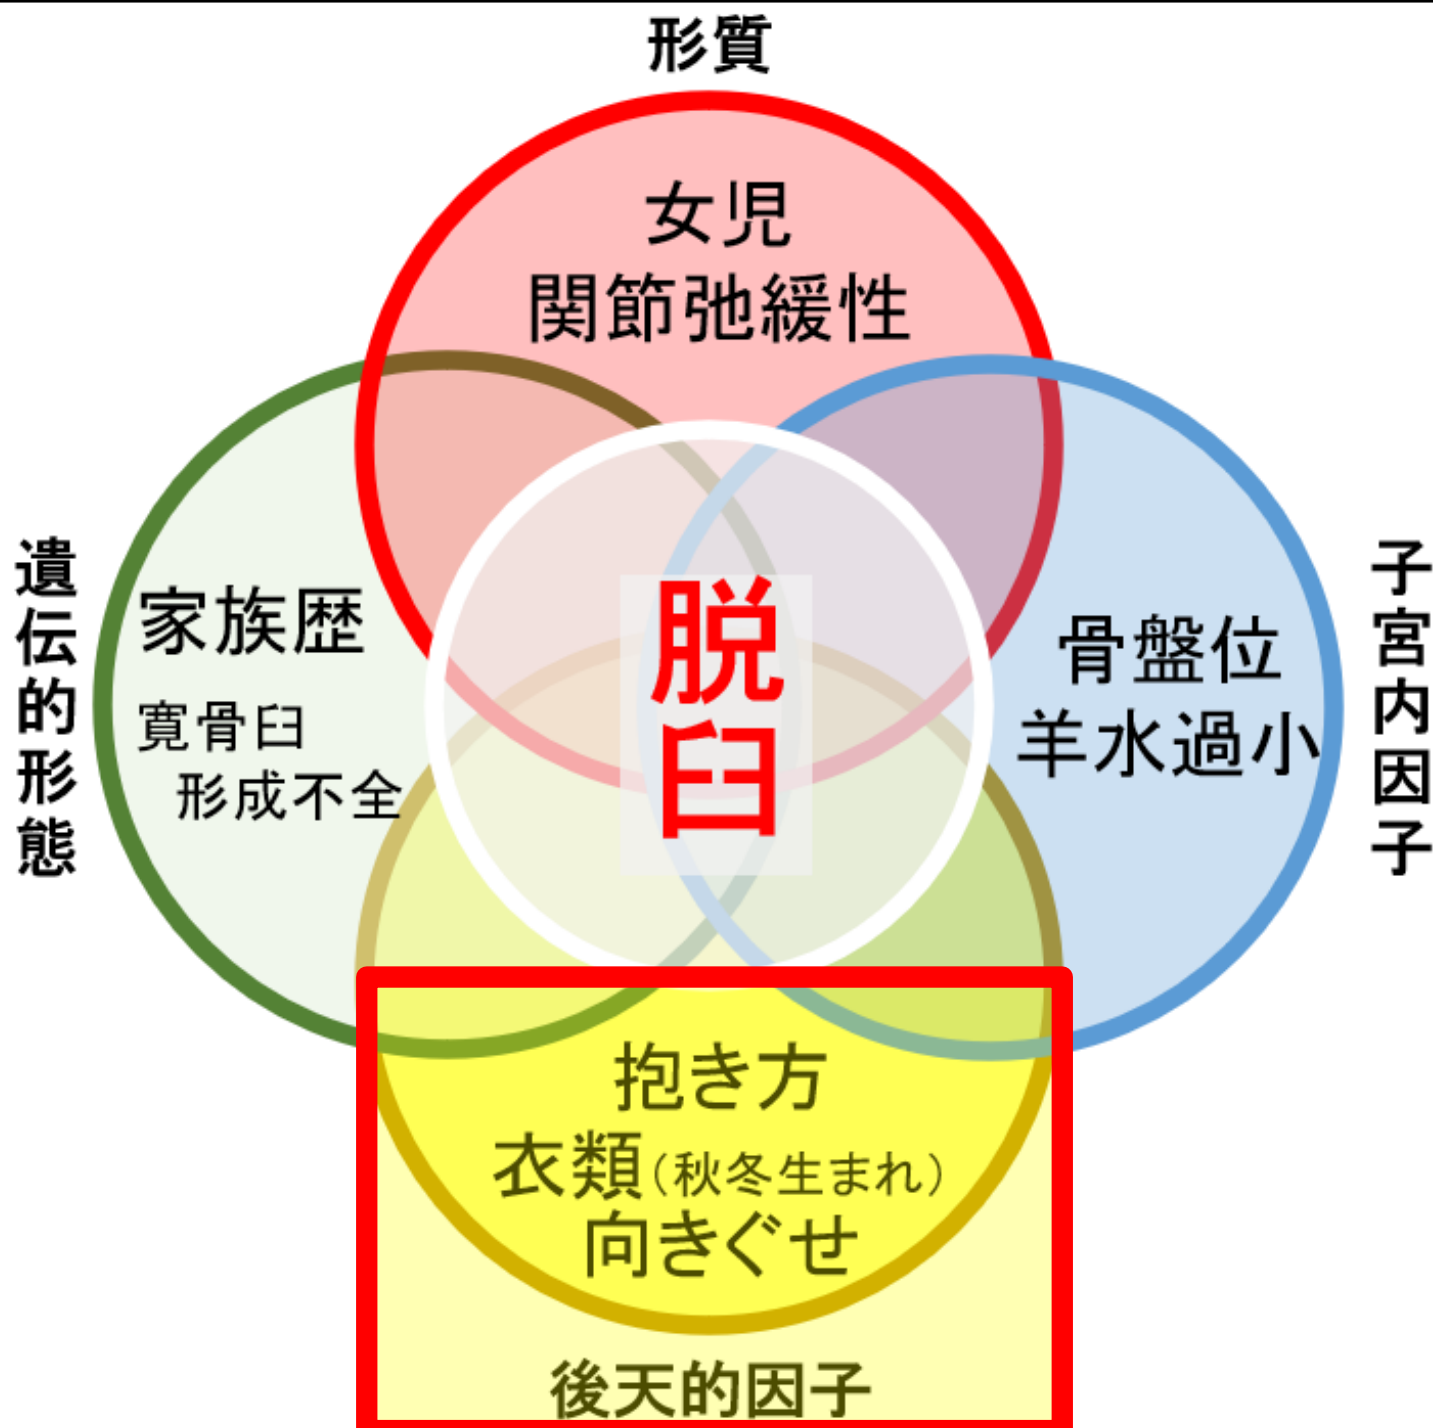 形質
女児
関節弛緩性
遺伝的形態
家族歴
寛骨臼
形成不全
脱臼
骨盤位
羊水過小
子宮内因子
抱き方
衣類（秋冬生まれ）
向きぐせ
後天的因子